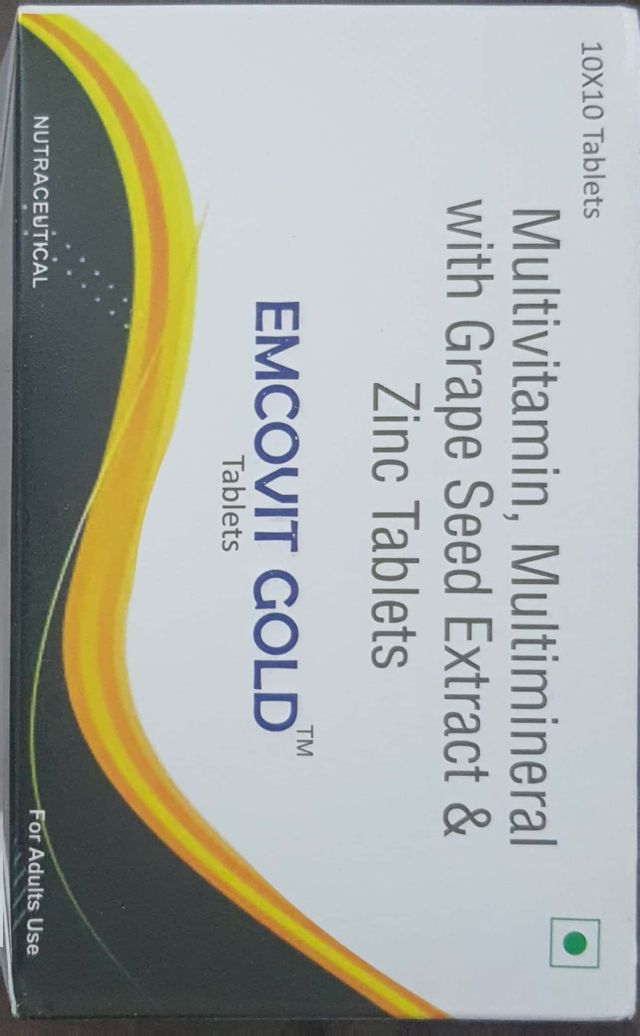 10X10 Tablets
Multivitamin, Multimineral
with Grape Seed Extract &
Zinc Tablets
EMCOVIT GOLD™
Tablets
NUTRACEUTICAL
For Adults Use